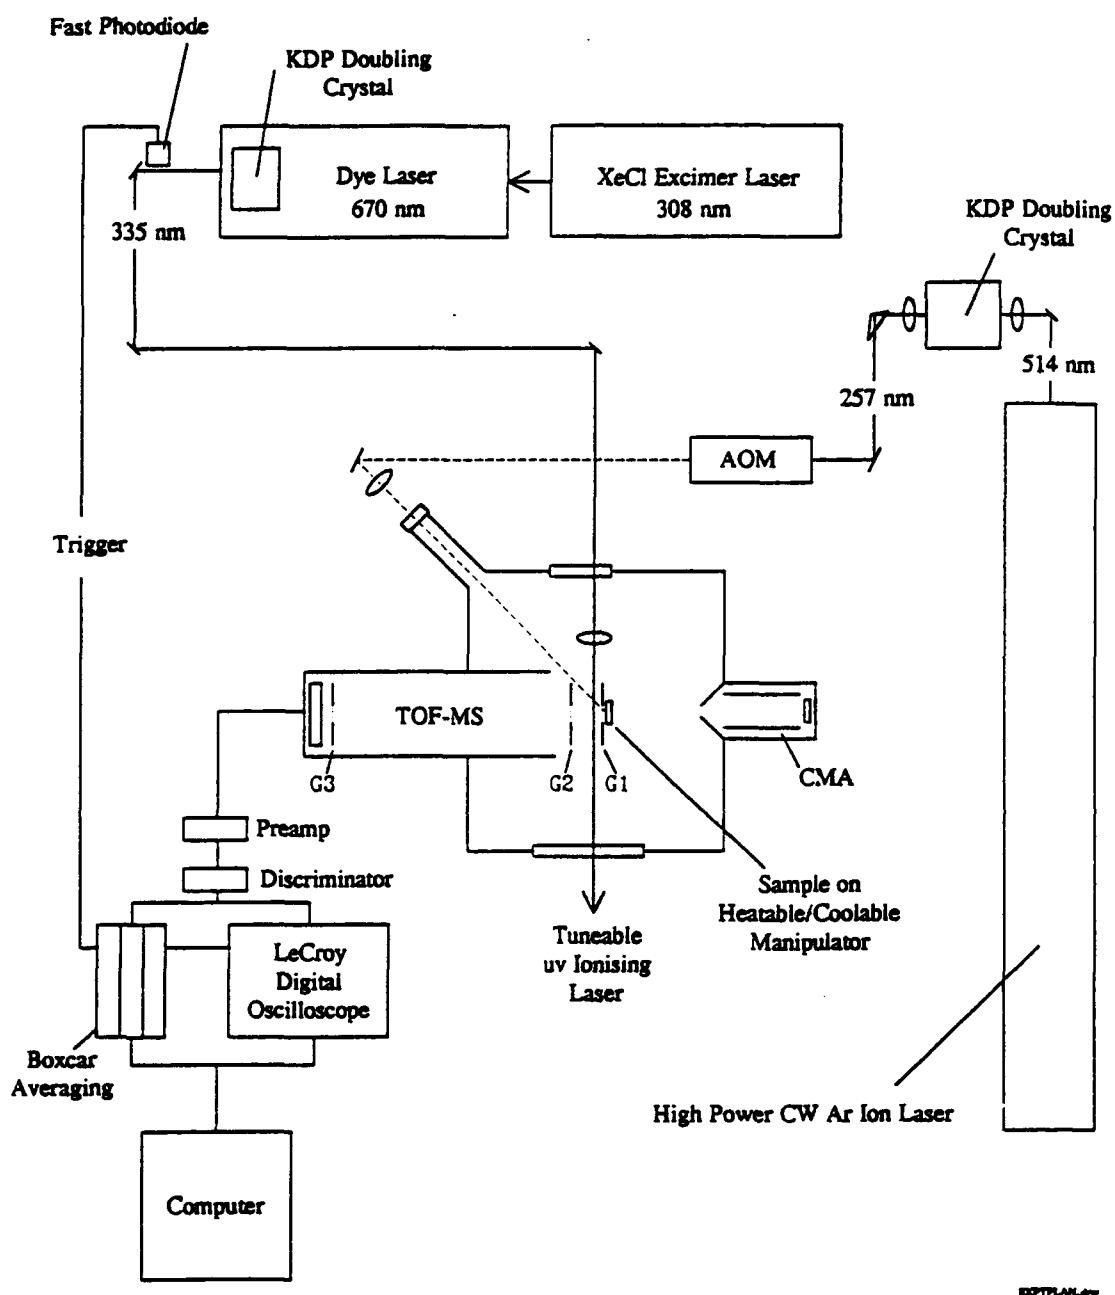 Fast Photodiode
KDP Doubling
Crystal
Dye Laser
670 nm
XeCl Excimer Laser
308 nm
335 nm
KDP Doubling
Crystal
514 nm
257 nm
AOM
Trigger
TOF-MS
G3
G2
G1
CMA
Preamp
Discriminator
Sample on
Heatable/Coolable
Manipulator
Tuneable
uv Ionising
Laser
LeCroy
Digital
Oscilloscope
Boxcar
Averaging
High Power CW Ar Ion Laser
Computer